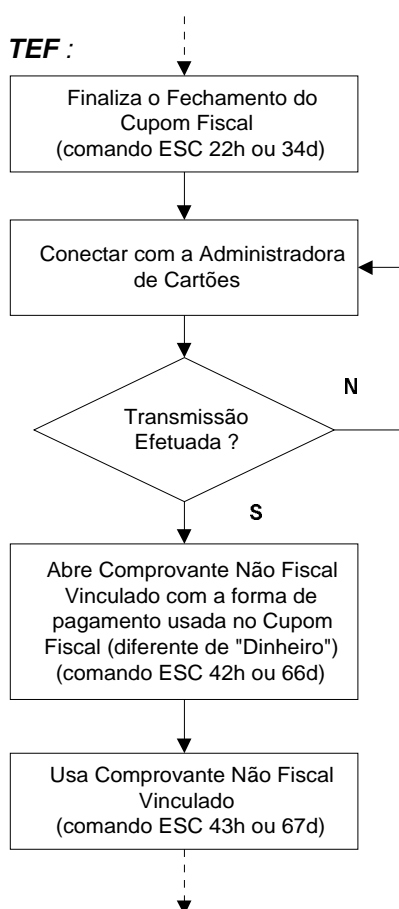 TEF :
Finaliza o Fechamento do
Cupom Fiscal
(comando ESC 22h ou 34d)
Conectar com a Administradora
de Cartões
Transmissão
Efetuada ?
N
S
Abre Comprovante Não Fiscal
Vinculado com a forma de
pagamento usada no Cupom
Fiscal (diferente de "Dinheiro")
(comando ESC 42h ou 66d)
Usa Comprovante Não Fiscal
Vinculado
(comando ESC 43h ou 67d)